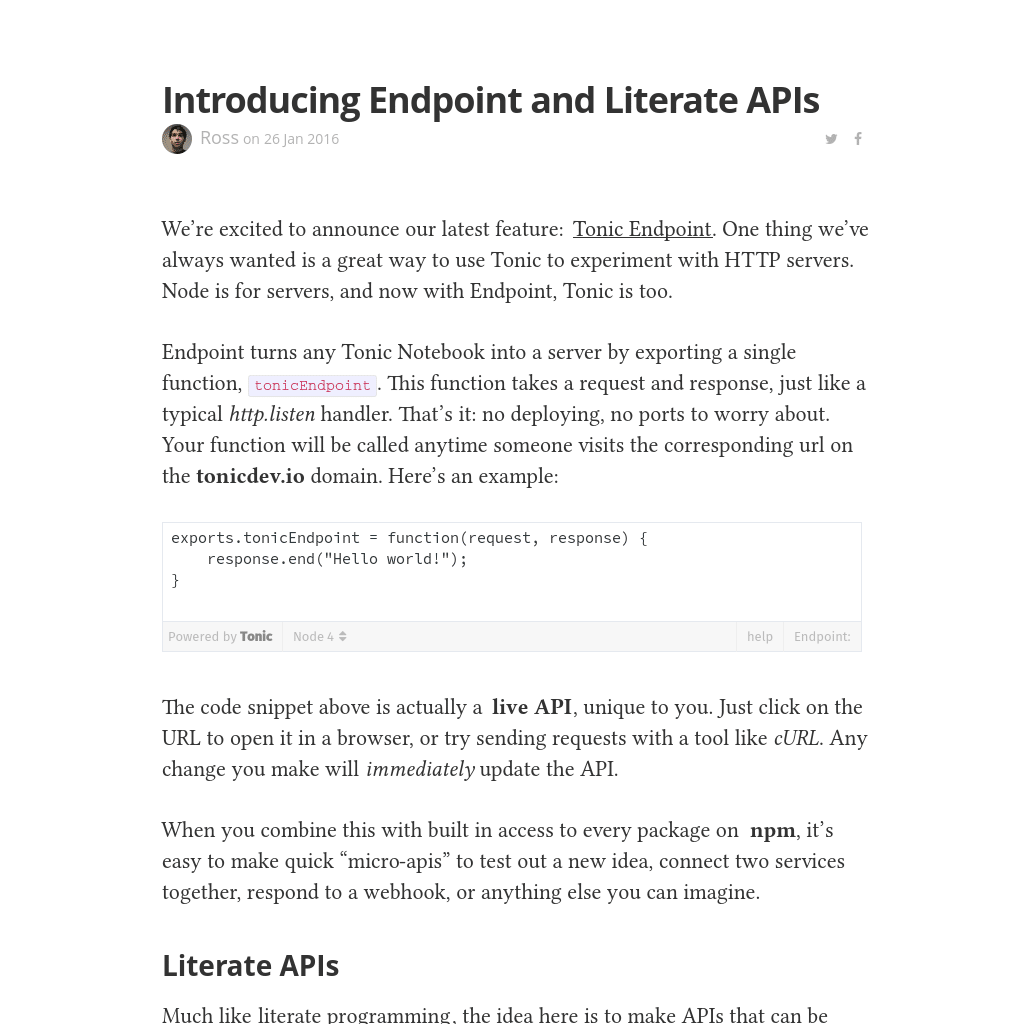 Introducing Endpoint and Literate APIs
Ross on 26 Jan 2016
We’re excited to announce our latest feature: Tonic Endpoint. One thing we’ve
always wanted is a great way to use Tonic to experiment with HTTP servers.
Node is for servers, and now with Endpoint, Tonic is too.
Endpoint turns any Tonic Notebook into a server by exporting a single
function, tonicEndpoint. This function takes a request and response, just like a
typical http.listen handler. That’s it: no deploying, no ports to worry about.
Your function will be called anytime someone visits the corresponding url on
the tonicdev.io domain. Here’s an example:
exports.tonicEndpoint = function(request, response) {
    response.end("Hello world!");
}
Powered by Tonic Node 4 help Endpoint:
The code snippet above is actually a live API, unique to you. Just click on the
URL to open it in a browser, or try sending requests with a tool like cURL. Any
change you make will immediately update the API.
When you combine this with built in access to every package on npm, it’s
easy to make quick “micro-apis” to test out a new idea, connect two services
together, respond to a webhook, or anything else you can imagine.
Literate APIs
Much like literate programming, the idea here is to make APIs that can be